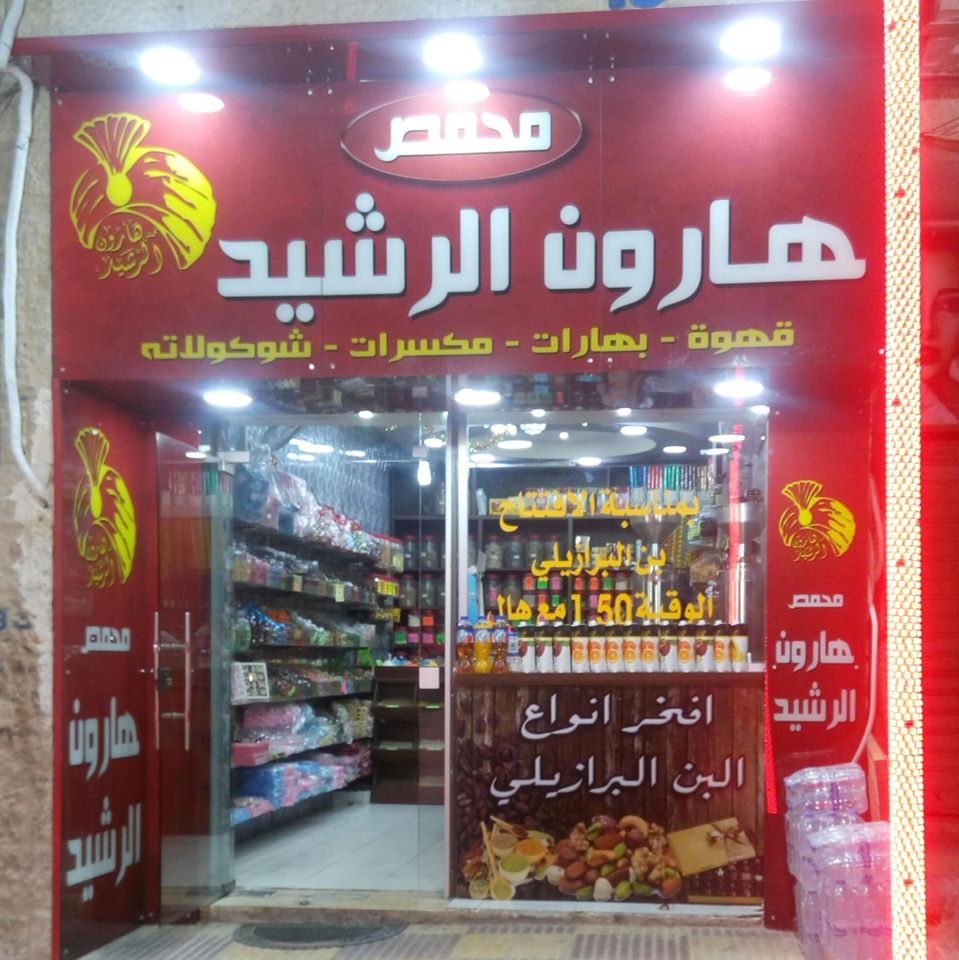 محمص
هارون الرشيد
هارون
الرشيد
قهوة - بهارات - مكسرات - شوكولاته
بمناسبة الافتتاح
بن البرازيلي
الوقية 1.50 مع هال
افخر انواع
البن البرازيلي
محمص
هارون
الرشيد
هارون
الرشيد
محمص
هارون
الرشيد